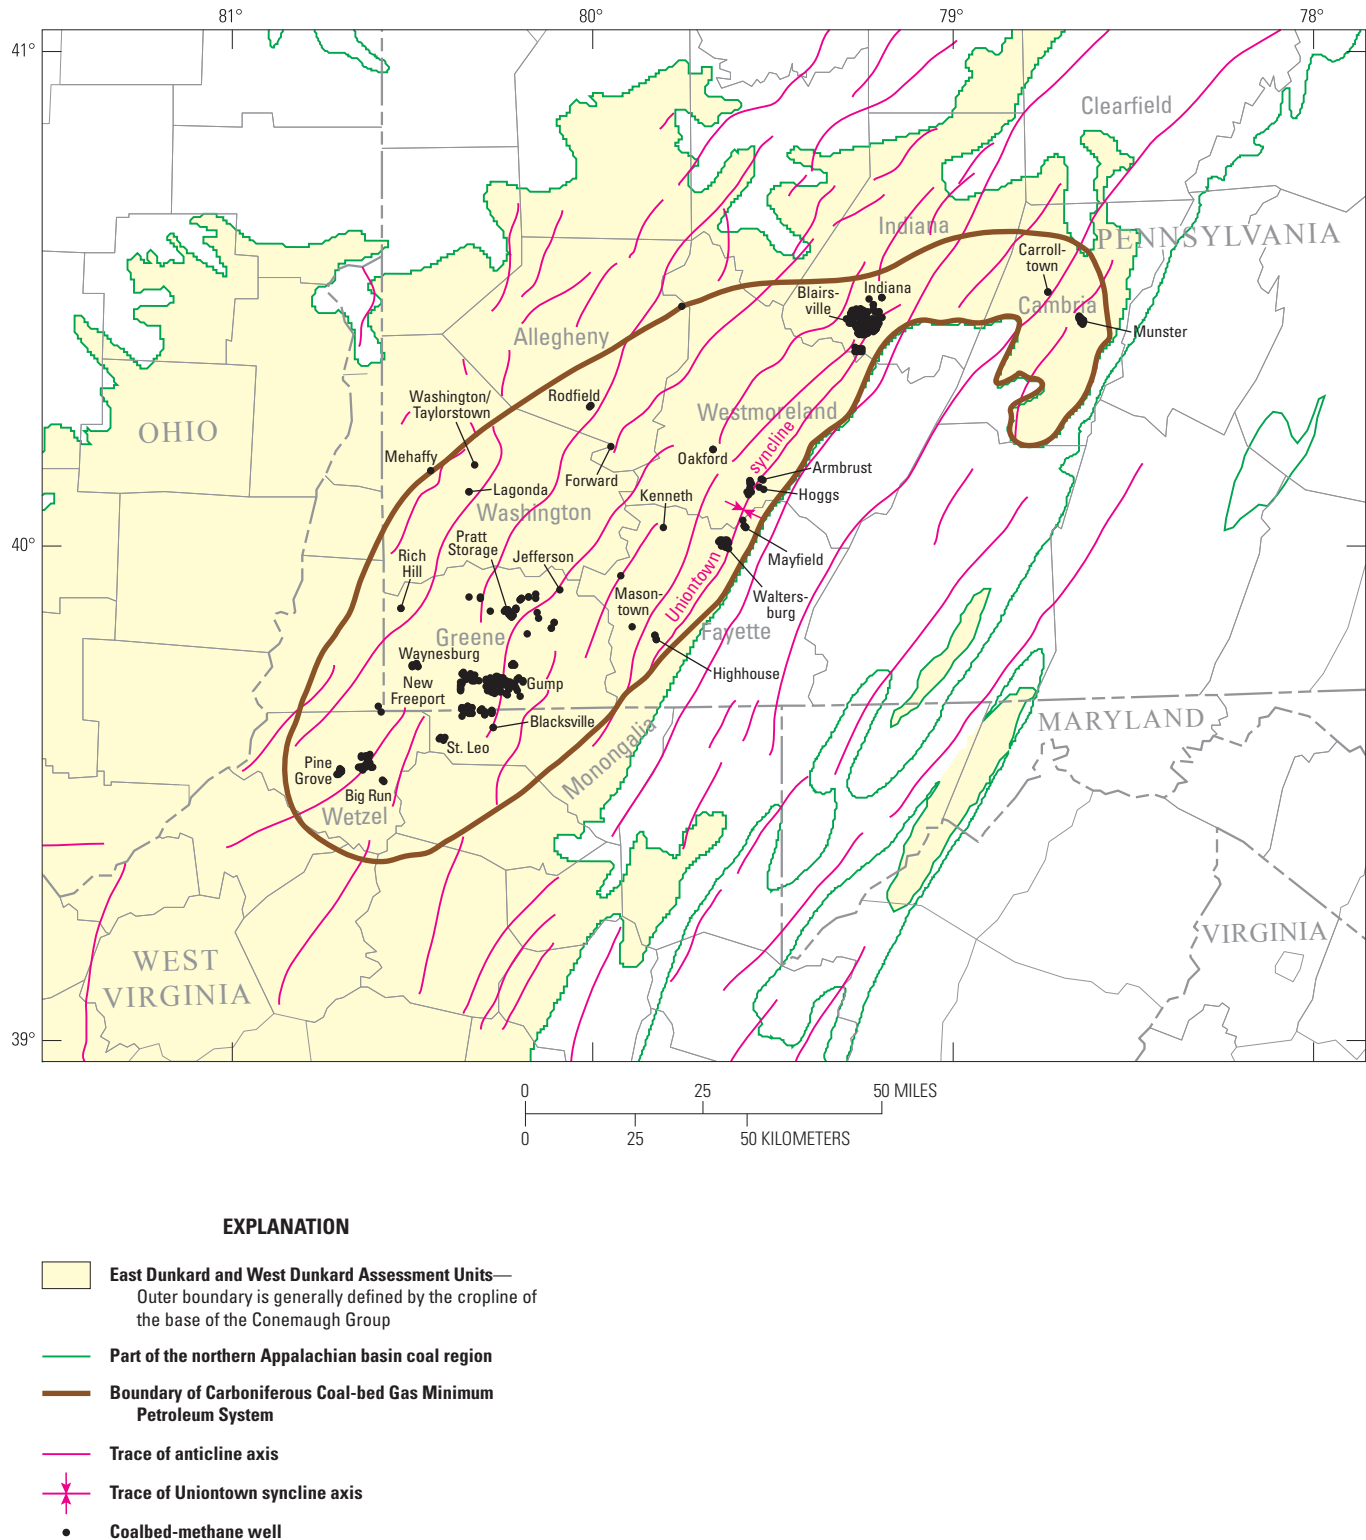 81°
80°
79°
78°
41°
Clearfield
PENNSYLVANIA
Indiana
Carroll-
town
Blairs-
ville
Indiana
Cambria
Munster
Allegheny
Washington/
Taylorstown
Rodfield
Westmoreland
OHIO
syncline
Mehaffy
Oakford
Armbrust
Forward
Lagonda
Kenneth
Hoggs
Washington
40°
Pratt
Storage
Jefferson
Mayfield
Rich
Hill
Mason-
town
Uniontown
Walters-
burg
Greene
Fayette
Waynesburg
Highhouse
New
Freeport
Gump
Blacksville
MARYLAND
St. Leo
Monongalia
Pine
Grove
Big Run
Wetzel
VIRGINIA
WEST
VIRGINIA
39°
0 25 50 MILES
0 25 50 KILOMETERS
EXPLANATION
East Dunkard and West Dunkard Assessment Units—
Outer boundary is generally defined by the cropline of
the base of the Conemaugh Group
Part of the northern Appalachian basin coal region
Boundary of Carboniferous Coal-bed Gas Minimum
Petroleum System
Trace of anticline axis
Trace of Uniontown syncline axis
Coalbed-methane well